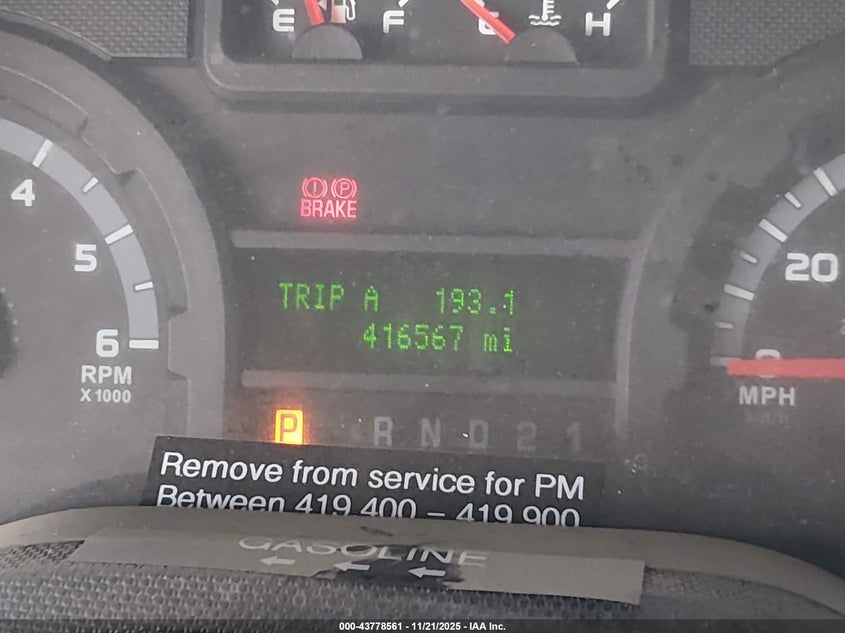 E F C H
BRAKE
4
5
6
RPM
X1000
TRIP A 193.1
416567 mi
20
0
MPH
P R N D 2 1
Remove from service for PM
Between 419,400 – 419,900
GASOLINE
000-43778561 - 11/21/2025 - IAA Inc.